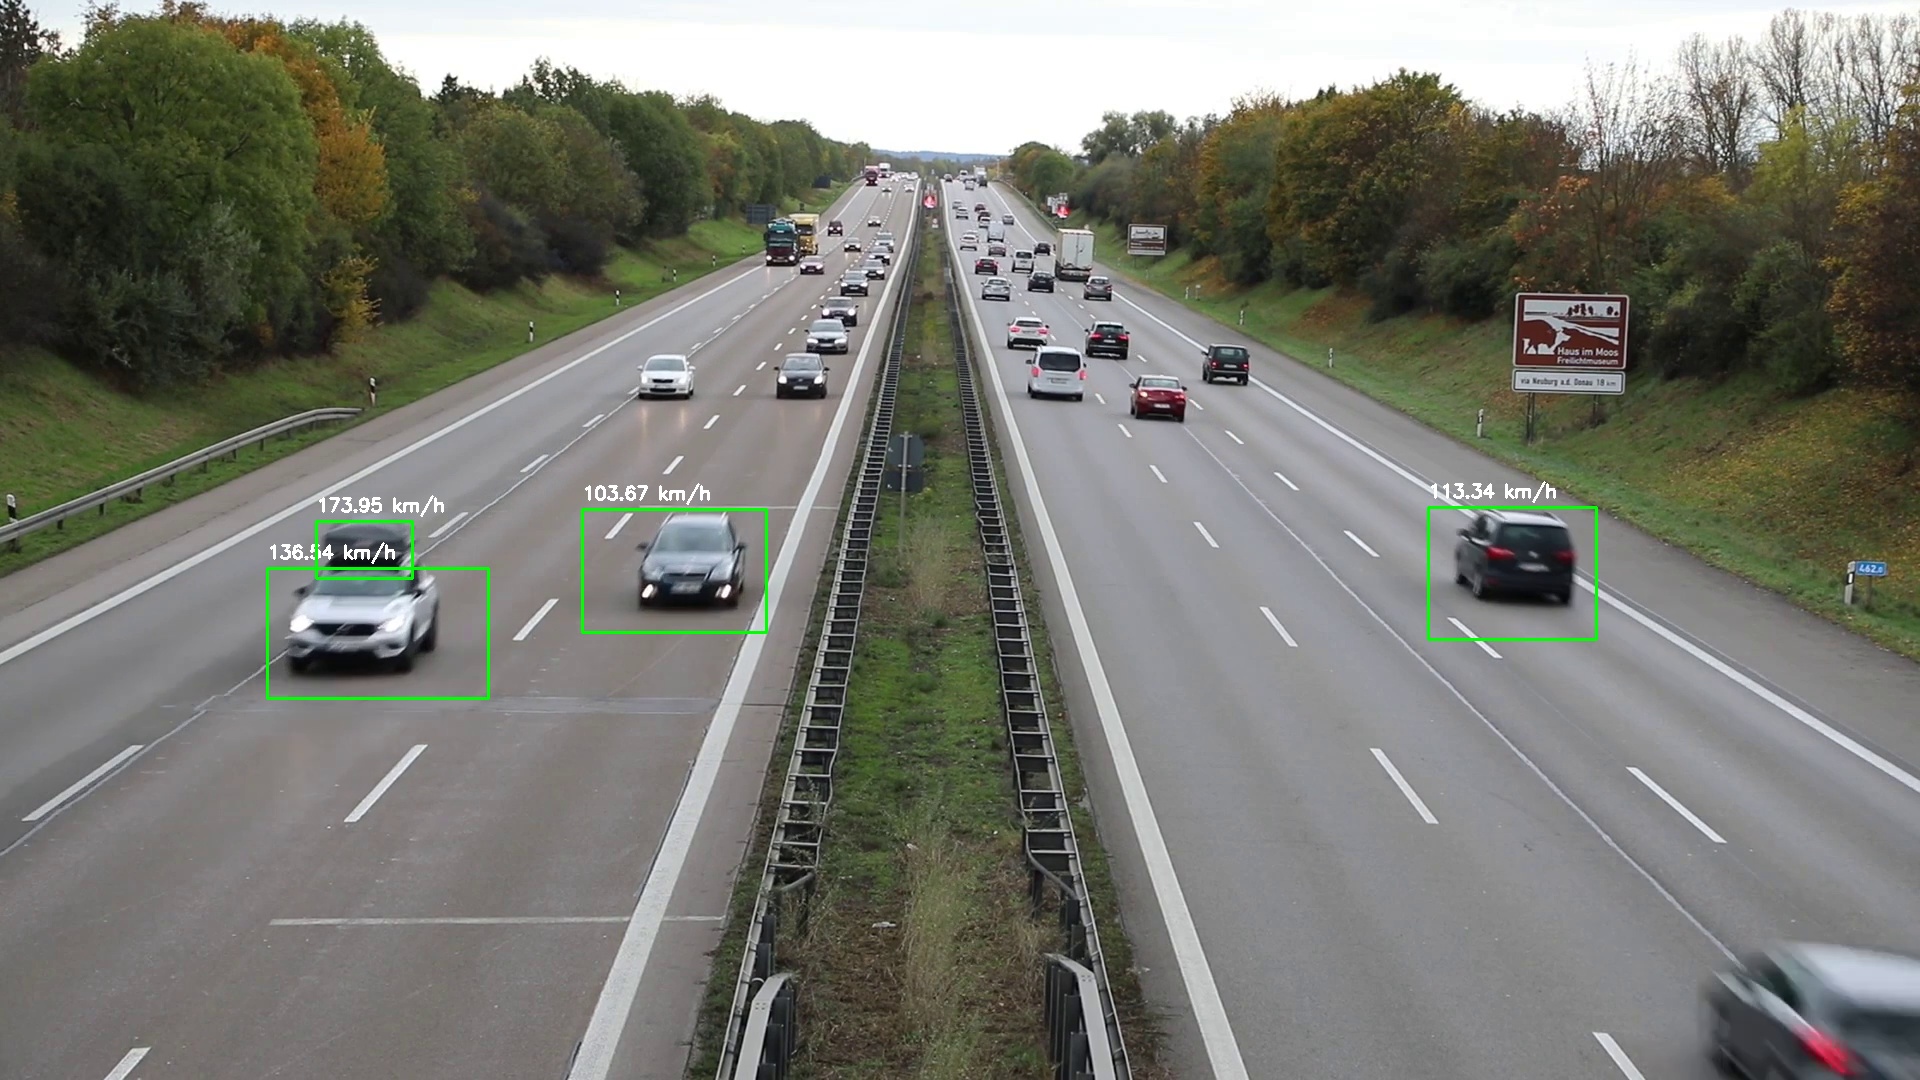 173.95 km/h
136.54 km/h
103.67 km/h
113.34 km/h
Haus im Moos
Freilichtmuseum
via Neuburg a.d. Donau 18 km
462,0